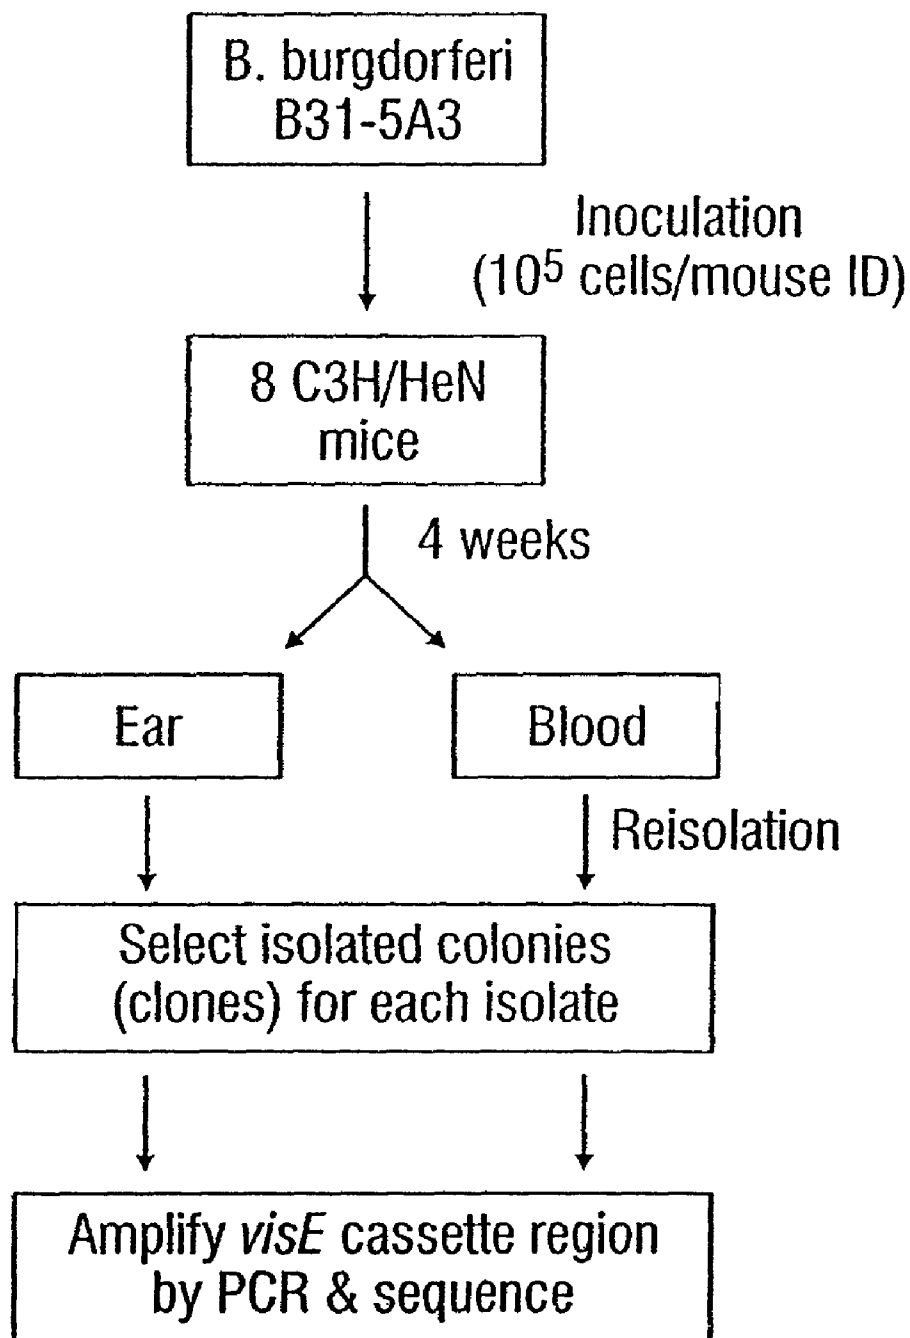 B. burgdorferi
B31-5A3
Inoculation
(10⁵ cells/mouse ID)
8 C3H/HeN
mice
4 weeks
Ear
Blood
Reisolation
Select isolated colonies
(clones) for each isolate
Amplify visE cassette region
by PCR & sequence